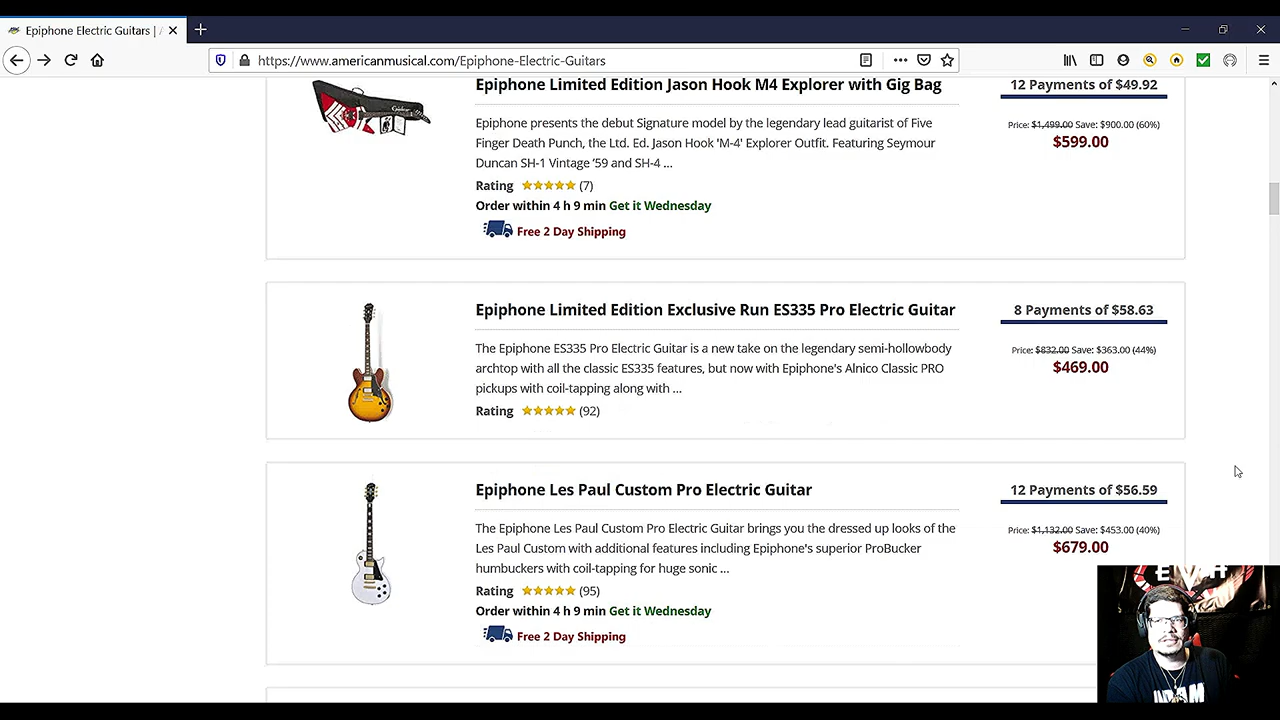 Epiphone Electric Guitars | /
https://www.americanmusical.com/Epiphone-Electric-Guitars
Epiphone Limited Edition Jason Hook M4 Explorer with Gig Bag
12 Payments of $49.92
Epiphone presents the debut Signature model by the legendary lead guitarist of Five
Finger Death Punch, the Ltd. Ed. Jason Hook 'M-4' Explorer Outfit. Featuring Seymour
Duncan SH-1 Vintage '59 and SH-4 ...
Price: $1,499.00 Save: $900.00 (60%)
$599.00
Rating (7)
Order within 4 h 9 min Get it Wednesday
Free 2 Day Shipping
Epiphone Limited Edition Exclusive Run ES335 Pro Electric Guitar
8 Payments of $58.63
The Epiphone ES335 Pro Electric Guitar is a new take on the legendary semi-hollowbody
archtop with all the classic ES335 features, but now with Epiphone's Alnico Classic PRO
pickups with coil-tapping along with ...
Price: $832.00 Save: $363.00 (44%)
$469.00
Rating (92)
Epiphone Les Paul Custom Pro Electric Guitar
12 Payments of $56.59
The Epiphone Les Paul Custom Pro Electric Guitar brings you the dressed up looks of the
Les Paul Custom with additional features including Epiphone's superior ProBucker
humbuckers with coil-tapping for huge sonic ...
Price: $1,132.00 Save: $453.00 (40%)
$679.00
Rating (95)
Order within 4 h 9 min Get it Wednesday
Free 2 Day Shipping